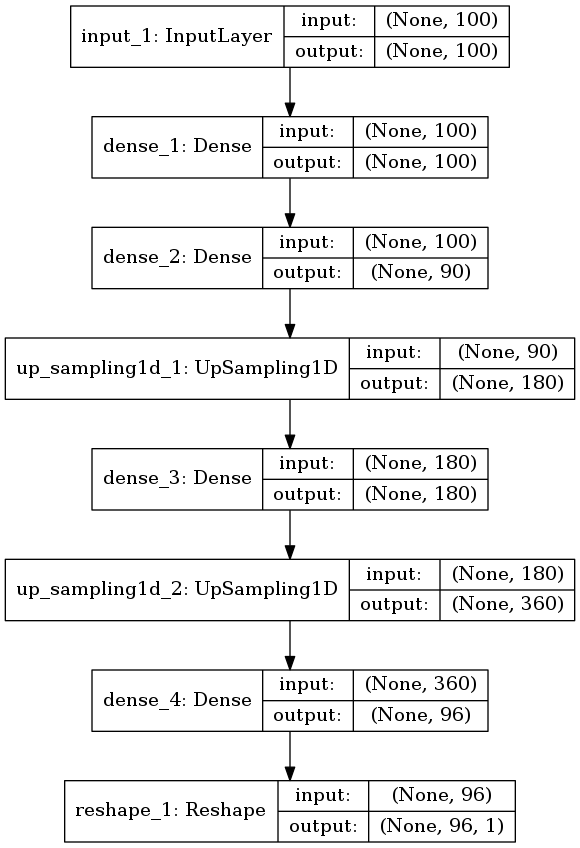 input_1: InputLayer
input: (None, 100)
output: (None, 100)
dense_1: Dense
input: (None, 100)
output: (None, 100)
dense_2: Dense
input: (None, 100)
output: (None, 90)
up_sampling1d_1: UpSampling1D
input: (None, 90)
output: (None, 180)
dense_3: Dense
input: (None, 180)
output: (None, 180)
up_sampling1d_2: UpSampling1D
input: (None, 180)
output: (None, 360)
dense_4: Dense
input: (None, 360)
output: (None, 96)
reshape_1: Reshape
input: (None, 96)
output: (None, 96, 1)